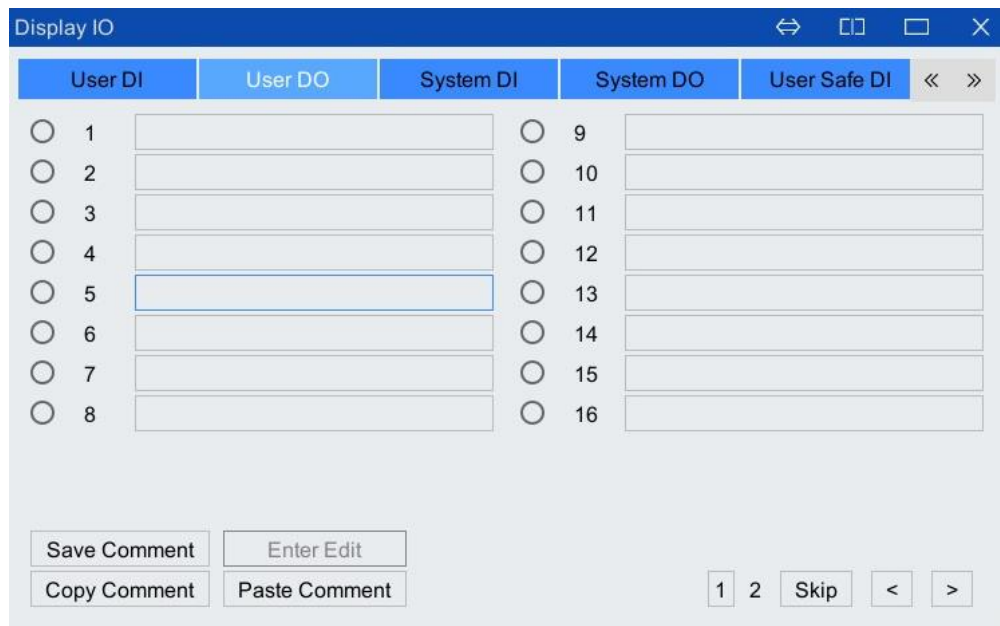 Display IO
User DI User DO System DI System DO User Safe DI « »
1 9
2 10
3 11
4 12
5 13
6 14
7 15
8 16
Save Comment Enter Edit
Copy Comment Paste Comment 1 2 Skip < >